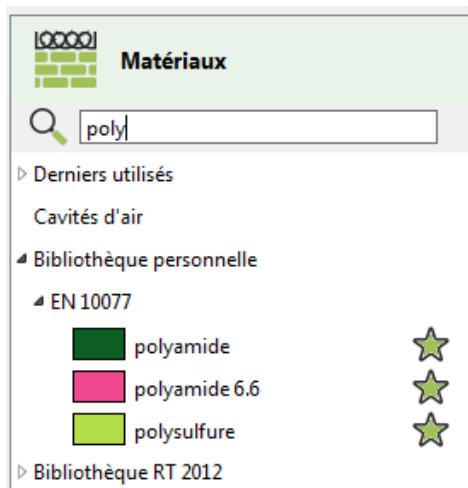 Matériaux
poly
Derniers utilisés
Cavités d'air
Bibliothèque personnelle
EN 10077
polyamide
polyamide 6.6
polysulfure
Bibliothèque RT 2012